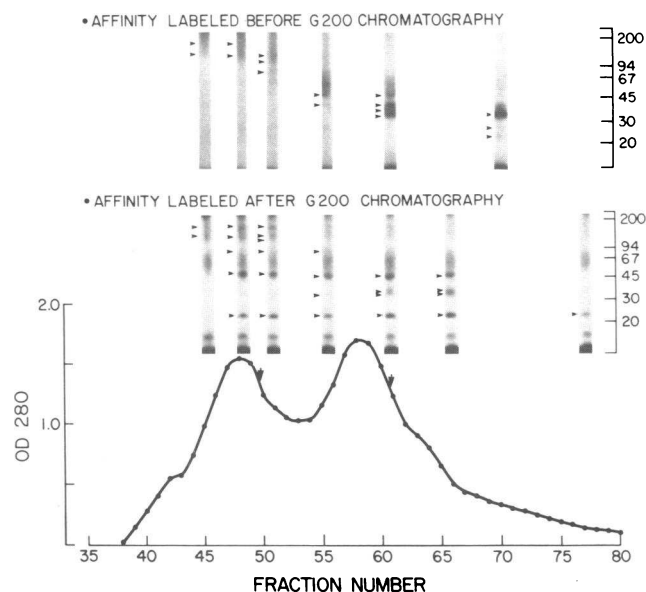 • AFFINITY LABELED BEFORE G200 CHROMATOGRAPHY
200
94
67
45
30
20
• AFFINITY LABELED AFTER G200 CHROMATOGRAPHY
200
94
67
45
30
20
2.0
1.0
OD 280
35 40 45 50 55 60 65 70 75 80
FRACTION NUMBER